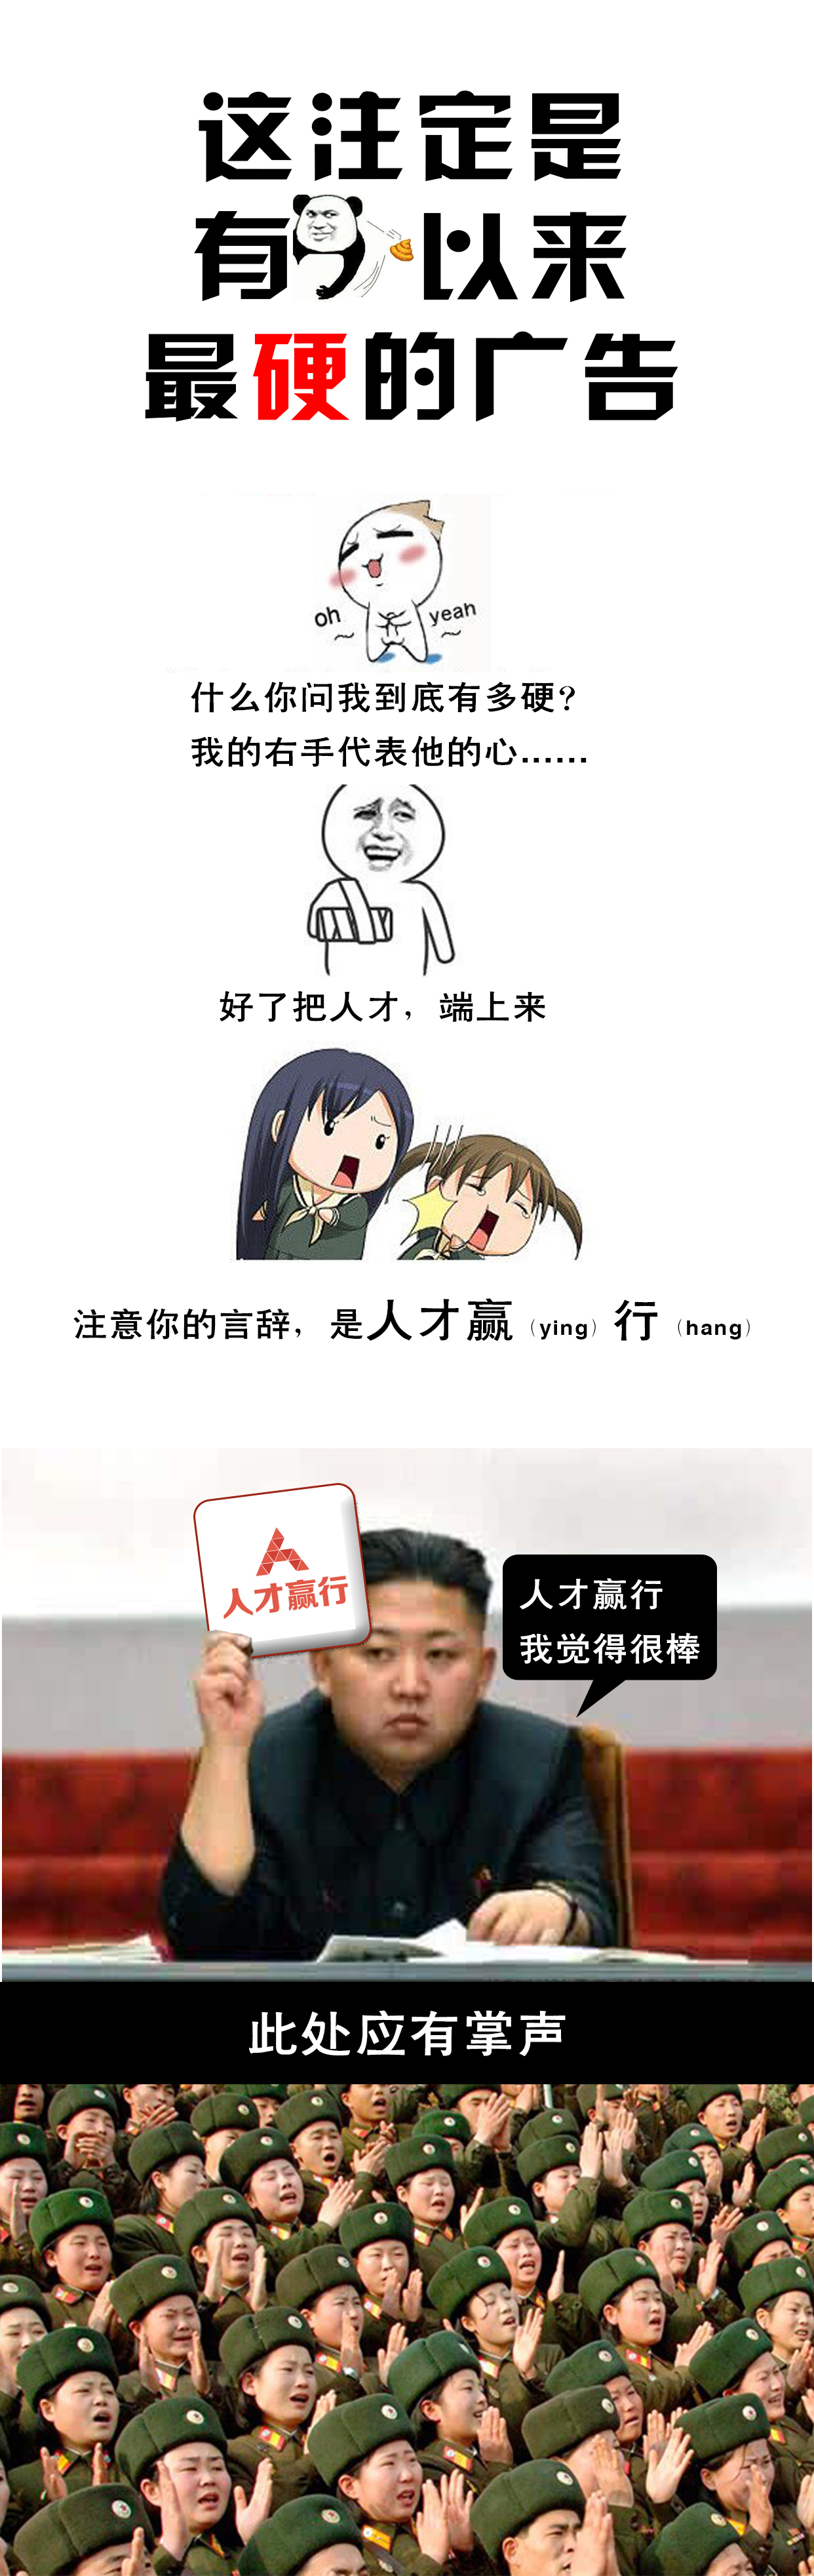 这注定是
有以来
最硬的广告
oh
yeah
什么你问我到底有多硬？
我的右手代表他的心......
好了把人才，端上来
注意你的言辞，是人才赢（ying）行（hang）
人才赢行
人才赢行
我觉得很棒
此处应有掌声